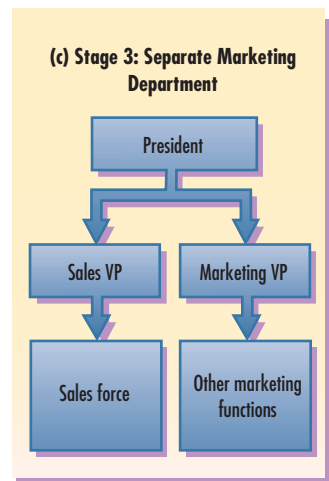 (c) Stage 3: Separate Marketing
Department
President
Sales VP
Marketing VP
Sales force
Other marketing
functions